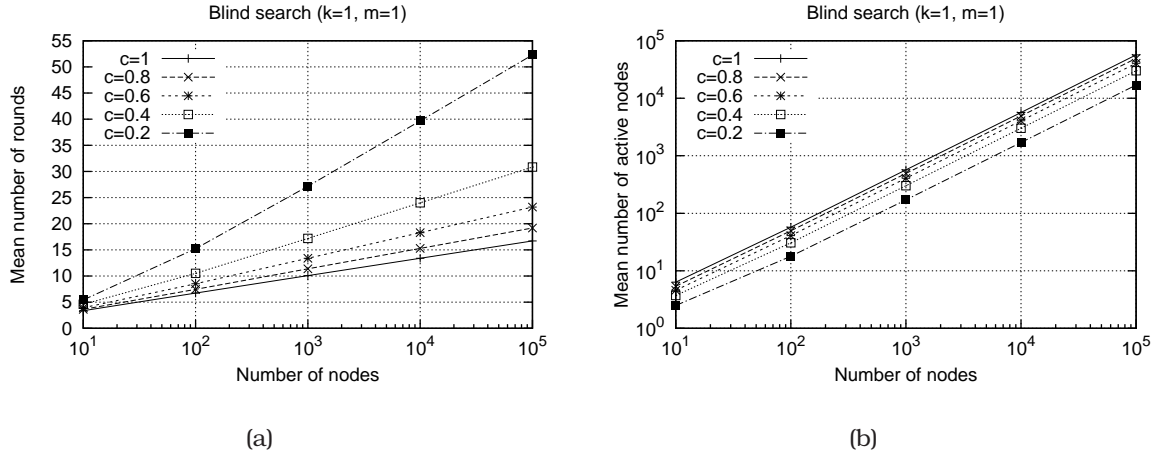 Blind search (k=1, m=1)
Mean number of rounds
55
50
45
40
35
30
25
20
15
10
5
0
c=1
c=0.8
c=0.6
c=0.4
c=0.2
10^1
10^2
10^3
10^4
10^5
Number of nodes
(a)
Blind search (k=1, m=1)
Mean number of active nodes
10^5
10^4
10^3
10^2
10^1
10^0
c=1
c=0.8
c=0.6
c=0.4
c=0.2
10^1
10^2
10^3
10^4
10^5
Number of nodes
(b)